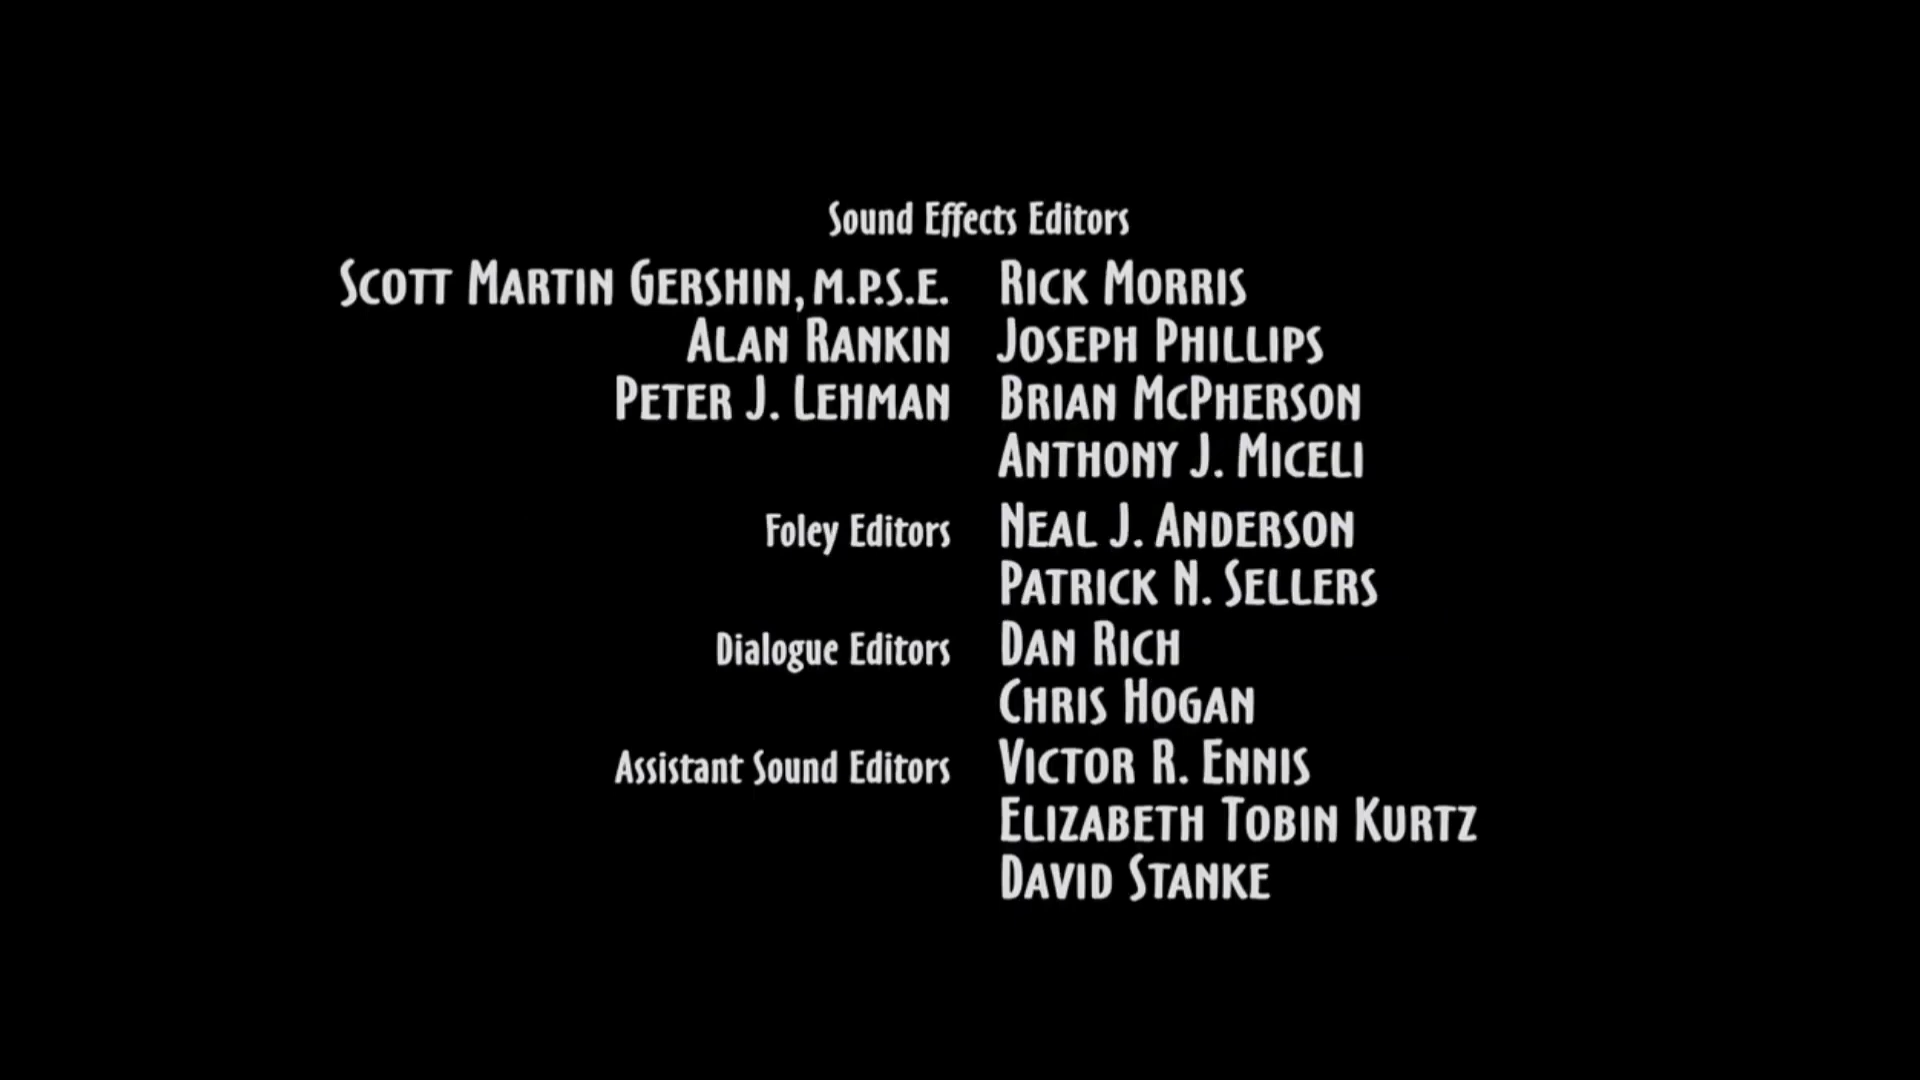 Sound Effects Editors
Scott Martin Gershin, M.P.S.E. Rick Morris
Alan Rankin Joseph Phillips
Peter J. Lehman Brian McPherson
Anthony J. Miceli
Foley Editors Neal J. Anderson
Patrick N. Sellers
Dialogue Editors Dan Rich
Chris Hogan
Assistant Sound Editors Victor R. Ennis
Elizabeth Tobin Kurtz
David Stanke